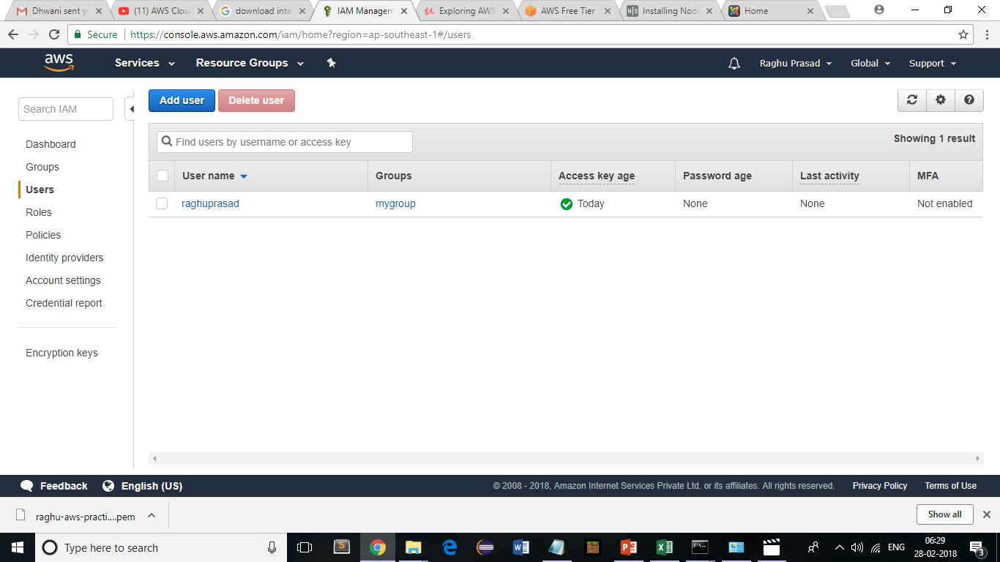 Dhwani sent yo
(11) AWS Clou
download inte
IAM Managem
Exploring AWS
AWS Free Tier
N|S Installing Node
Home
Secure https://console.aws.amazon.com/iam/home?region=ap-southeast-1#/users
aws Services Resource Groups Raghu Prasad Global Support
Search IAM
Dashboard
Groups
Users
Roles
Policies
Identity providers
Account settings
Credential report
Encryption keys
Add user Delete user
Find users by username or access key Showing 1 result
User name Groups Access key age Password age Last activity MFA
raghuprasad mygroup Today None None Not enabled
Feedback English (US) © 2008 - 2018, Amazon Internet Services Private Ltd. or its affiliates. All rights reserved. Privacy Policy Terms of Use
raghu-aws-practi....pem Show all
Type here to search ENG 06:29
28-02-2018 3